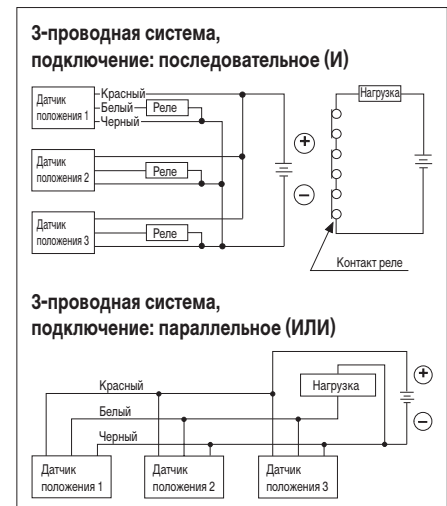 3-проводная система,
подключение: последовательное (И)
Датчик
положения 1
Красный
Белый
Черный
Реле
Датчик
положения 2
Реле
Датчик
положения 3
Реле
+
−
Нагрузка
Контакт реле
3-проводная система,
подключение: параллельное (ИЛИ)
Красный
Белый
Черный
Нагрузка
+
−
Датчик
положения 1
Датчик
положения 2
Датчик
положения 3